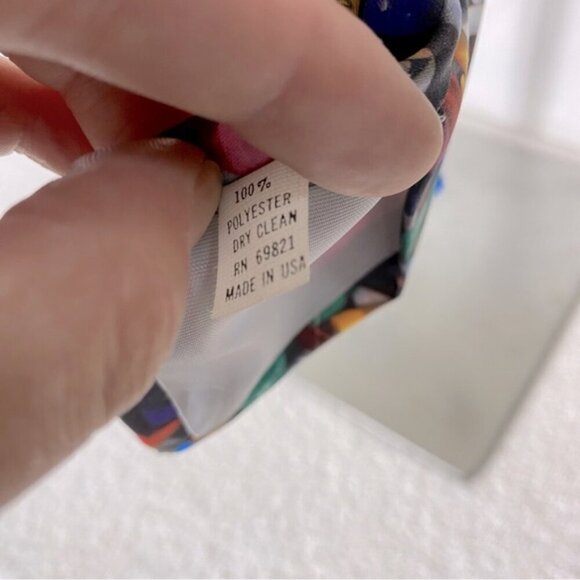 100%
POLYESTER
DRY CLEAN
RN 69821
MADE IN USA